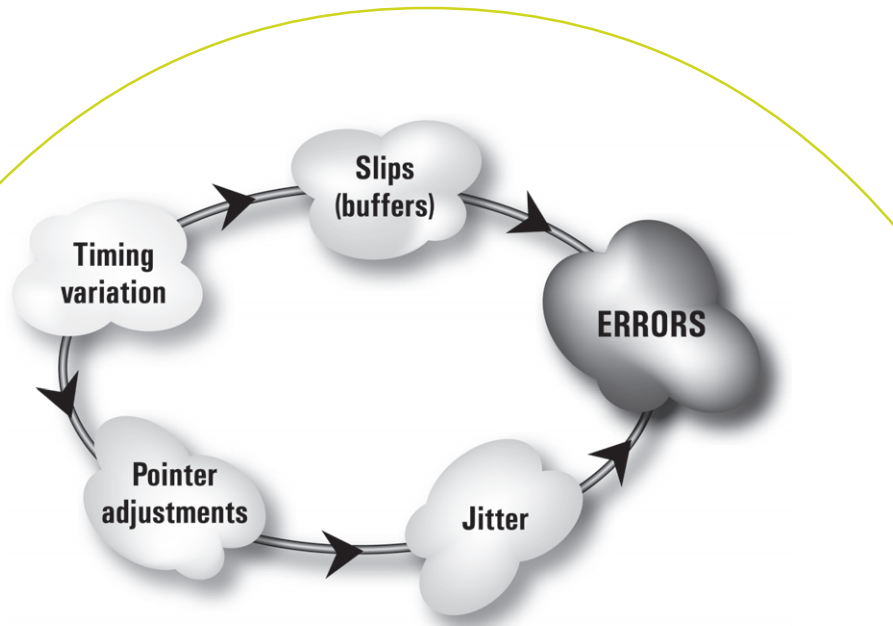 Slips
(buffers)
Timing
variation
ERRORS
Pointer
adjustments
Jitter